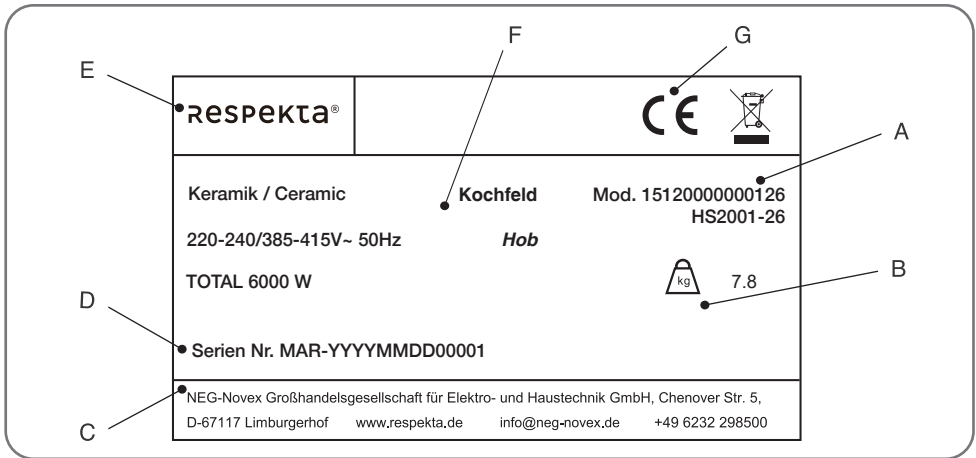 F
G
E
Respekta®
CE
A
Keramik / Ceramic Kochfeld Mod. 15120000000126
HS2001-26
220-240/385-415V~ 50Hz Hob
B
TOTAL 6000 W kg 7.8
D
Serien Nr. MAR-YYYYMMDD00001
NEG-Novex Großhandelsgesellschaft für Elektro- und Haustechnik GmbH, Chenover Str. 5,
D-67117 Limburgerhof www.respekta.de info@neg-novex.de +49 6232 298500
C